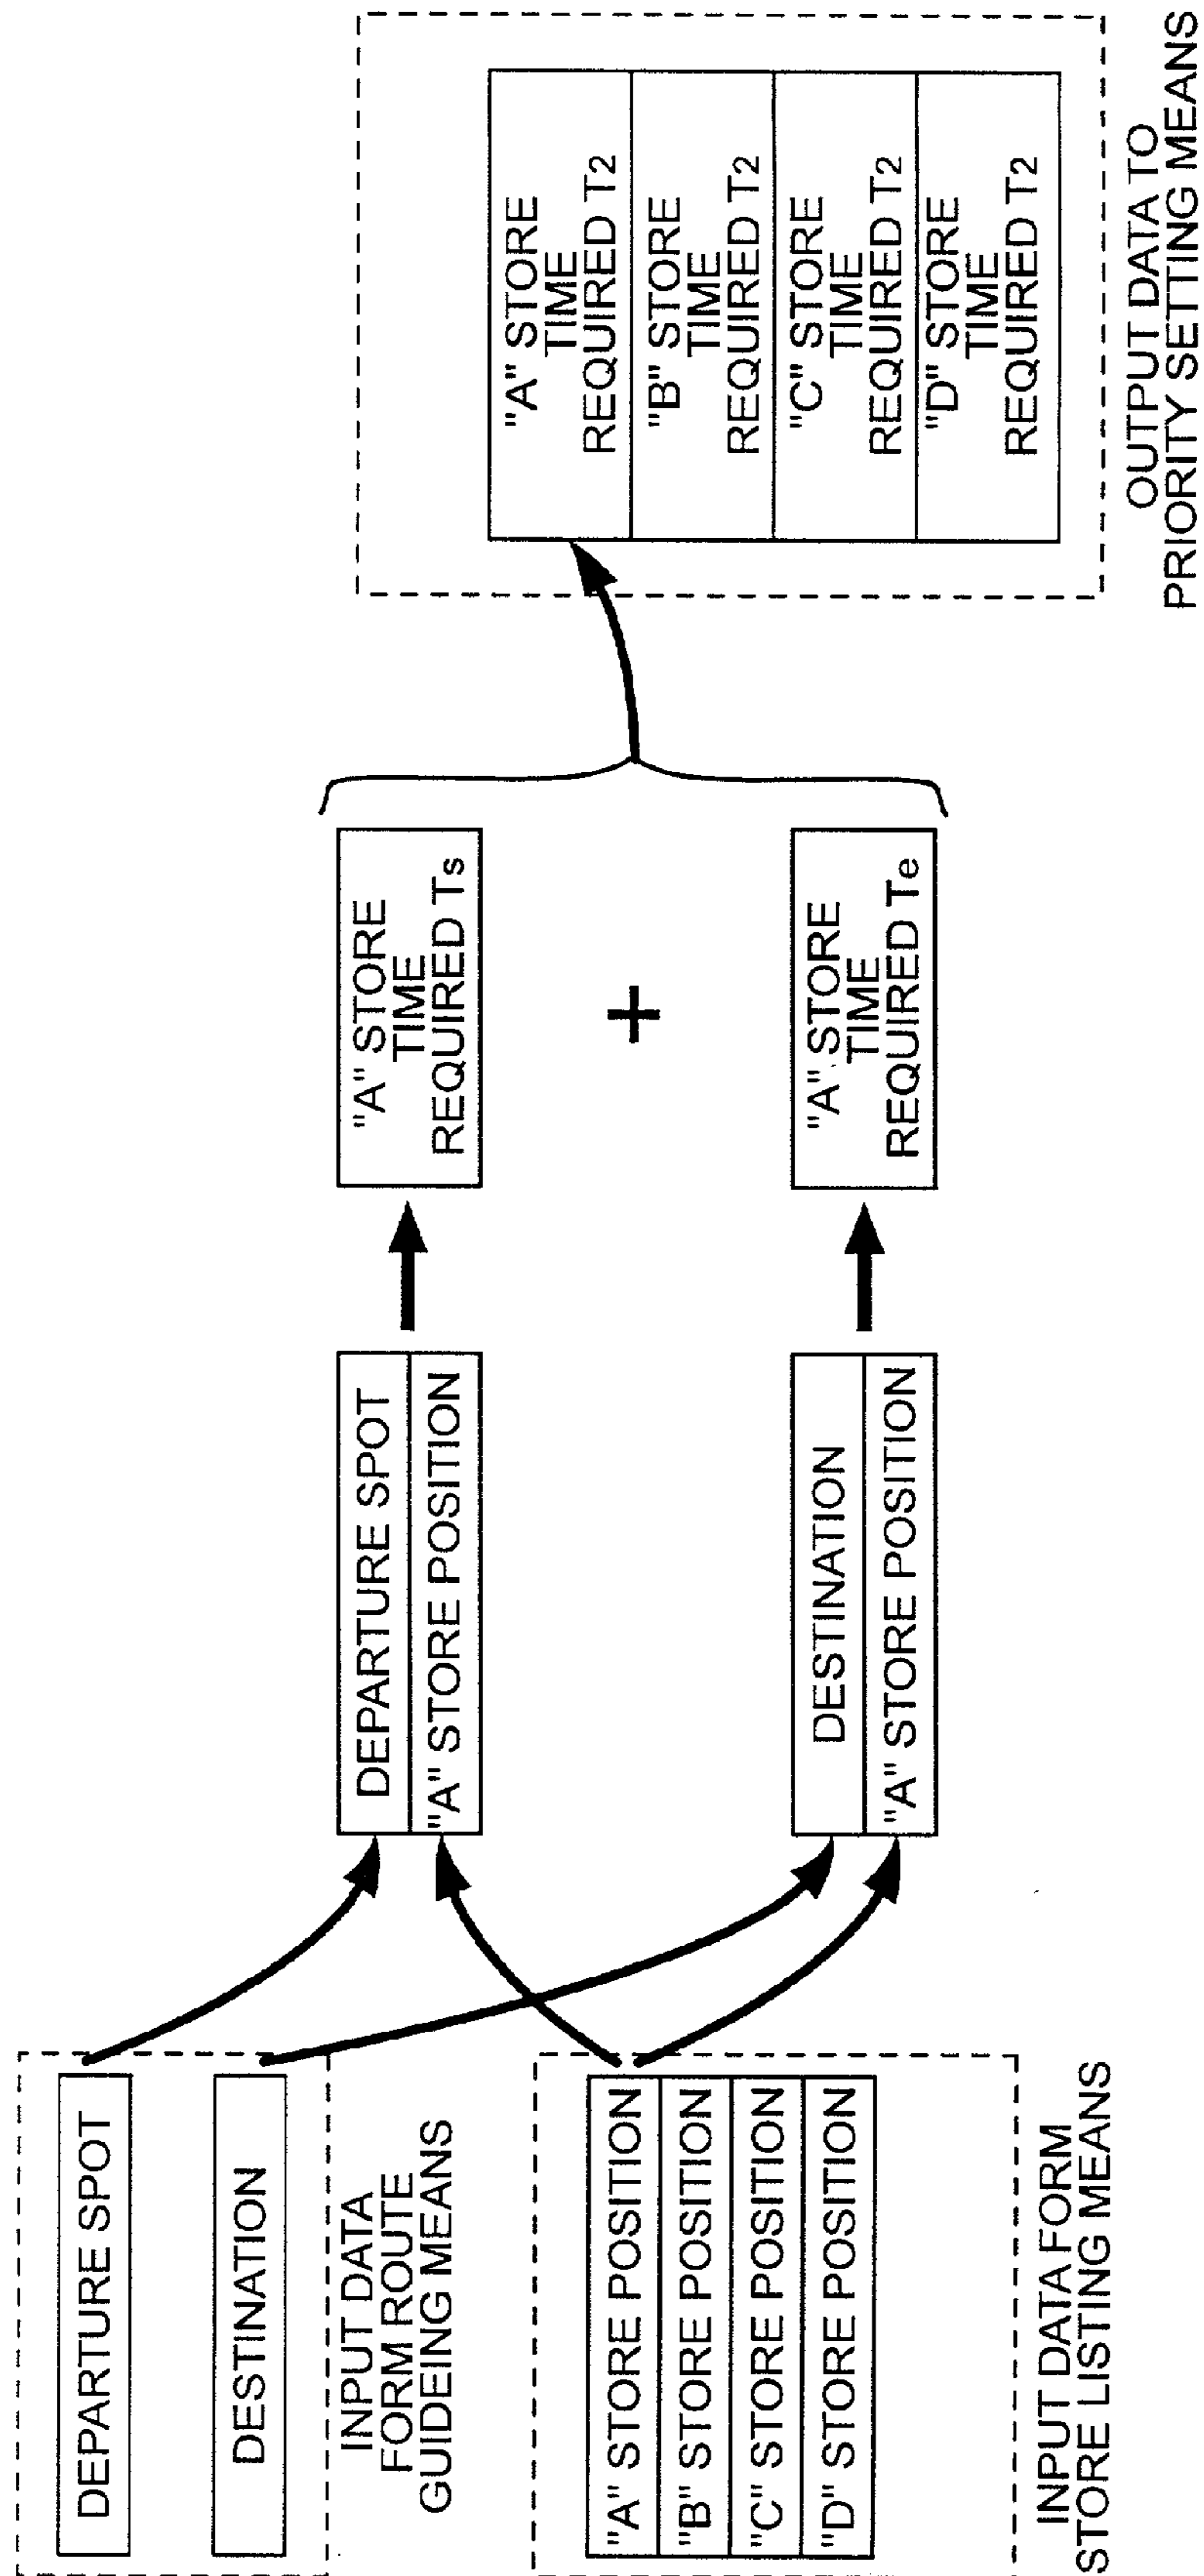 DEPARTURE SPOT
DESTINATION
INPUT DATA
FORM ROUTE
GUIDEING MEANS
"A" STORE POSITION
"B" STORE POSITION
"C" STORE POSITION
"D" STORE POSITION
INPUT DATA FORM
STORE LISTING MEANS
DEPARTURE SPOT
"A" STORE POSITION
DESTINATION
"A" STORE POSITION
"A" STORE
TIME
REQUIRED Ts
+
"A" STORE
TIME
REQUIRED Te
"A" STORE
TIME
REQUIRED T2
"B" STORE
TIME
REQUIRED T2
"C" STORE
TIME
REQUIRED T2
"D" STORE
TIME
REQUIRED T2
OUTPUT DATA TO
PRIORITY SETTING MEANS